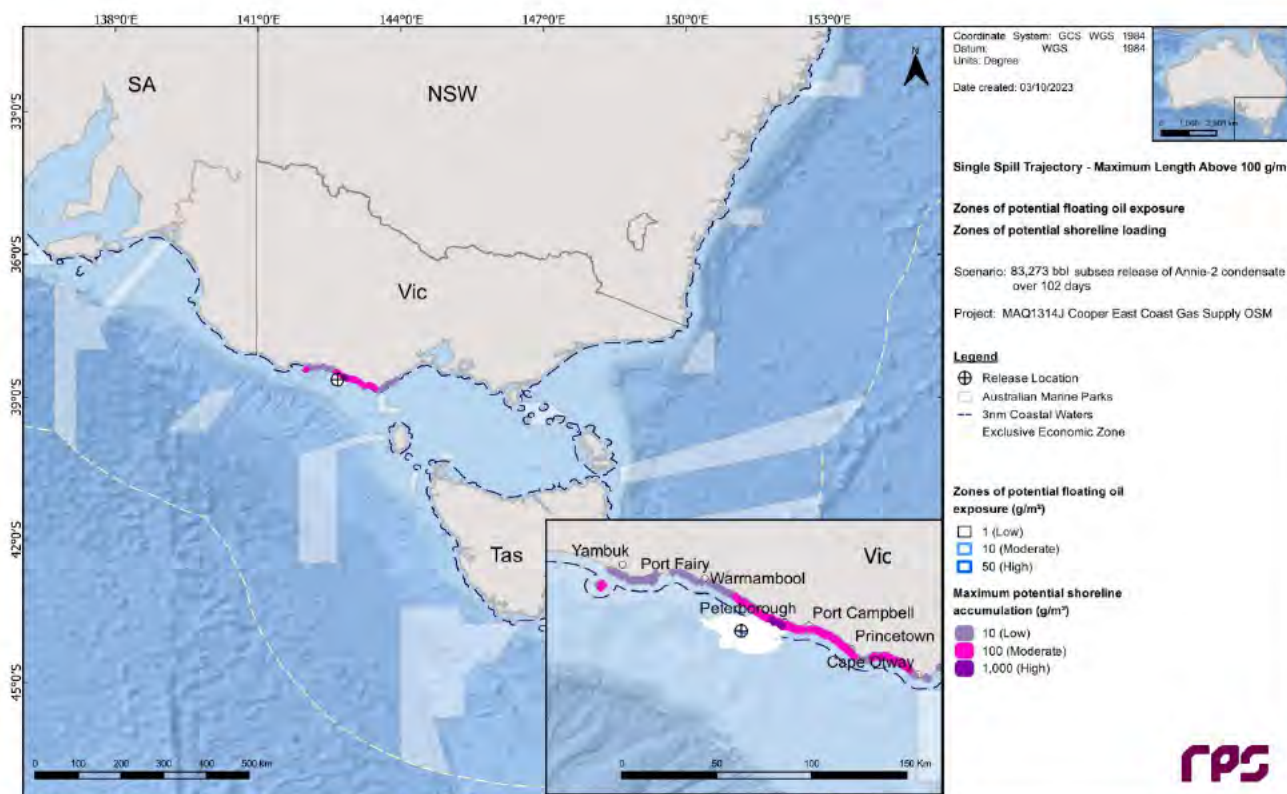 138°0'E 141°0'E 144°0'E 147°0'E 150°0'E 153°0'E
33°0'S
36°0'S
39°0'S
42°0'S
45°0'S
SA
NSW
Vic
Tas
N
0 100 200 300 400 500 Km
Yambuk
Port Fairy
Warnambool
Peterborough
Port Campbell
Princetown
Cape Otway
Vic
0 50 100 150 Km
Coordinate System: GCS WGS 1984
Datum: WGS 1984
Units: Degree
Date created: 03/10/2023
Single Spill Trajectory - Maximum Length Above 100 g/m
Zones of potential floating oil exposure
Zones of potential shoreline loading
Scenario: 83,273 bbl subsea release of Annie-2 condensate
over 102 days
Project: MAQ1314J Cooper East Coast Gas Supply OSM
Legend
Release Location
Australian Marine Parks
3nm Coastal Waters
Exclusive Economic Zone
Zones of potential floating oil
exposure (g/m²)
1 (Low)
10 (Moderate)
50 (High)
Maximum potential shoreline
accumulation (g/m²)
10 (Low)
100 (Moderate)
1,000 (High)
rps